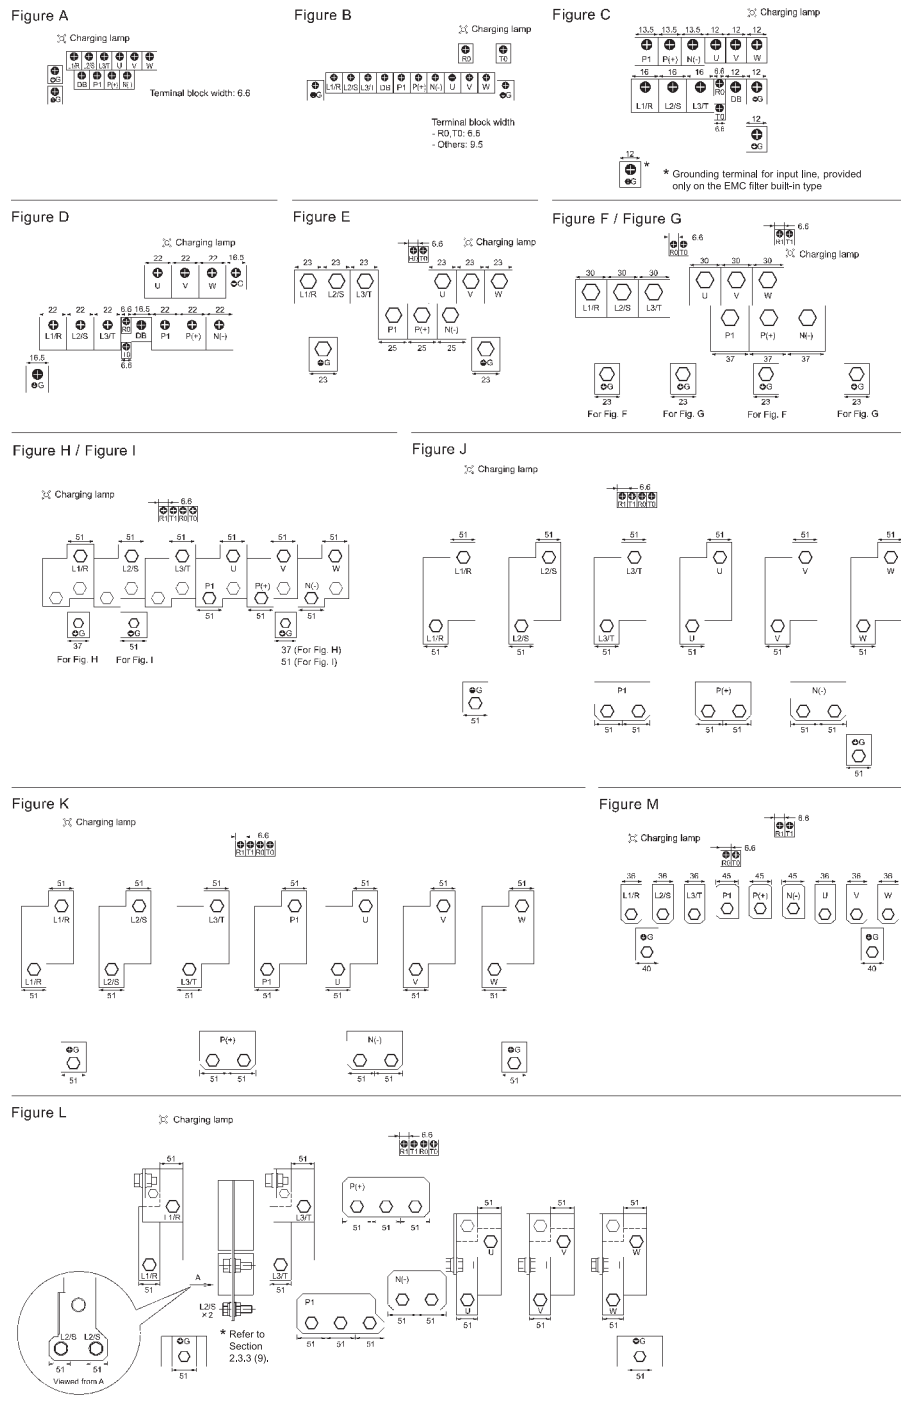 Figure A
Charging lamp
L1/R L2/S L3/T U V W
G DB P1 P(+) N(-)
G
Terminal block width: 6.6
Figure B
Charging lamp
R0 T0
G L1/R L2/S L3/T DB P1 P(+) N(-) U V W G
Terminal block width
- R0,T0: 6.6
- Others: 9.5
Figure C
Charging lamp
13.5 13.5 13.5 12 12 12
P1 P(+) N(-) U V W
16 16 16 6.6 12 12
L1/R L2/S L3/T R0 DB G
T0
6.6
12
G
12
G
*
* Grounding terminal for input line, provided
only on the EMC filter built-in type
Figure D
Charging lamp
22 22 22 16.5
U V W G
22 22 22 6.6 16.5 22 22 22
L1/R L2/S L3/T R0 DB P1 P(+) N(-)
T0
6.6
16.5
G
Figure E
6.6
R0 T0
Charging lamp
23 23 23 23 23 23
L1/R L2/S L3/T U V W
P1 P(+) N(-)
25 25 25
G G
23 23
Figure F / Figure G
6.6
R0 T0
6.6
R1 T1
Charging lamp
30 30 30 30 30 30
L1/R L2/S L3/T U V W
P1 P(+) N(-)
37 37 37
G G G G
23 23 23 23
For Fig. F For Fig. G For Fig. F For Fig. G
Figure H / Figure I
Charging lamp
6.6
R1 T1 R0 T0
51 51 51 51 51 51
L1/R L2/S L3/T U V W
P1 P(+) N(-)
51 51 51
G G G
37 51
For Fig. H For Fig. I
37 (For Fig. H)
51 (For Fig. I)
Figure J
Charging lamp
6.6
R1 T1 R0 T0
51 51 51 51 51 51
L1/R L2/S L3/T U V W
L1/R L2/S L3/T U V W
51 51 51 51 51 51
G P1 P(+) N(-)
51 51 51 51 51 51 51
G
51
Figure K
Charging lamp
6.6
R1 T1 R0 T0
51 51 51 51 51 51 51
L1/R L2/S L3/T P1 U V W
L1/R L2/S L3/T P1 U V W
51 51 51 51 51 51 51
P(+) N(-)
G G
51 51 51 51 51 51
Figure M
Charging lamp
6.6
R1 T1
6.6
R0 T0
36 36 36 45 45 45 36 36 36
L1/R L2/S L3/T P1 P(+) N(-) U V W
G G
40 40
Figure L
Charging lamp
6.6
R1 T1 R0 T0
51 51
L1/R L3/T
P(+)
51 51 51
51 51 51
U V W
L1/R L3/T
51 51
A
N(-)
51 51
L2/S
×2
P1
51 51 51
U V W
51 51 51
L2/S L2/S
51 51
Viewed from A
G
51
* Refer to
Section
2.3.3 (9).
G
51